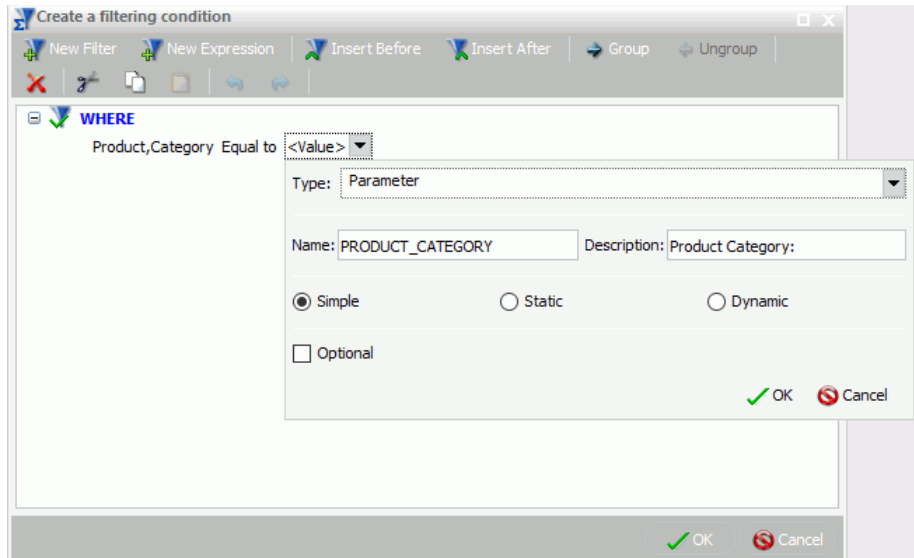 Create a filtering condition
New Filter New Expression Insert Before Insert After Group Ungroup
WHERE
Product,Category Equal to <Value>
Type: Parameter
Name: PRODUCT_CATEGORY Description: Product Category:
Simple Static Dynamic
Optional
OK Cancel
OK Cancel